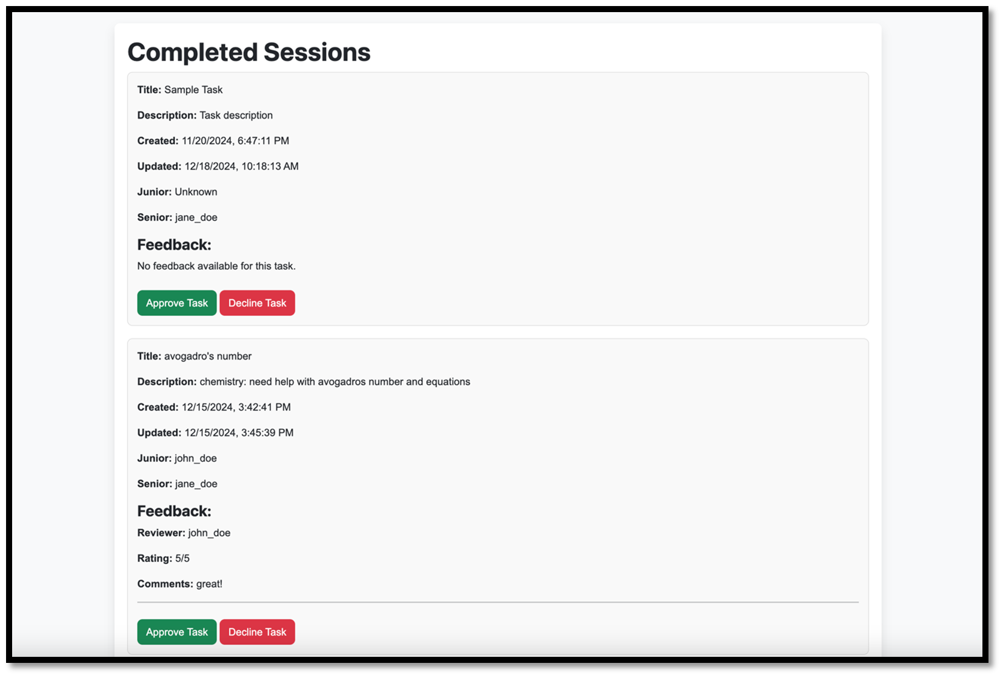 Completed Sessions
Title: Sample Task
Description: Task description
Created: 11/20/2024, 6:47:11 PM
Updated: 12/18/2024, 10:18:13 AM
Junior: Unknown
Senior: jane_doe
Feedback:
No feedback available for this task.
Approve Task Decline Task
Title: avogadro's number
Description: chemistry: need help with avogadros number and equations
Created: 12/15/2024, 3:42:41 PM
Updated: 12/15/2024, 3:45:39 PM
Junior: john_doe
Senior: jane_doe
Feedback:
Reviewer: john_doe
Rating: 5/5
Comments: great!
Approve Task Decline Task